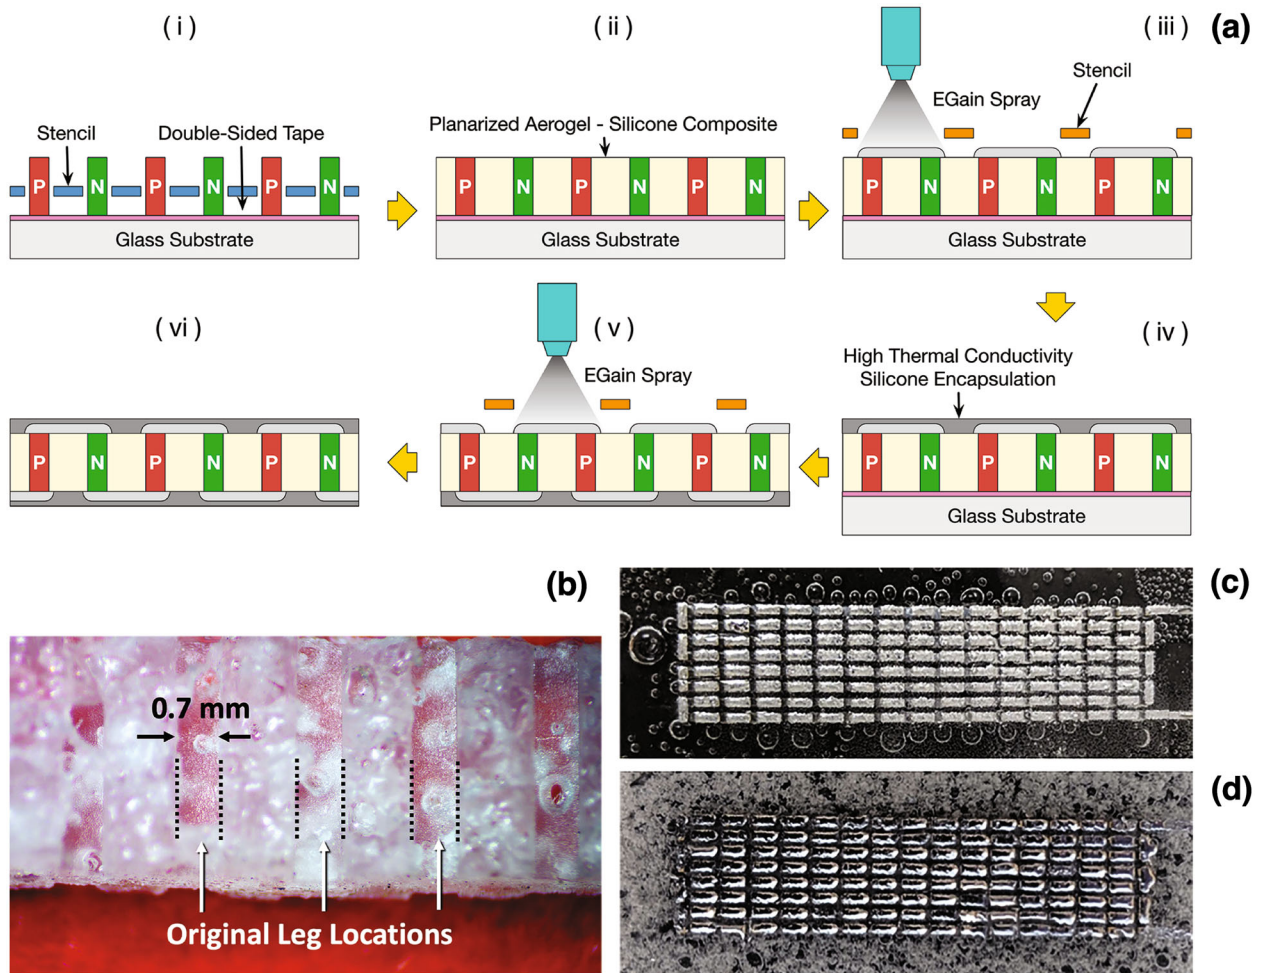 (a)
( i )
Stencil
Double-Sided Tape
P N P N P N
Glass Substrate
( ii )
Planarized Aerogel - Silicone Composite
P N P N P N
Glass Substrate
( iii )
EGain Spray
Stencil
P N P N P N
Glass Substrate
( iv )
High Thermal Conductivity
Silicone Encapsulation
P N P N P N
Glass Substrate
( v )
EGain Spray
P N P N P N
( vi )
P N P N P N
(b)
0.7 mm
Original Leg Locations
(c)
(d)